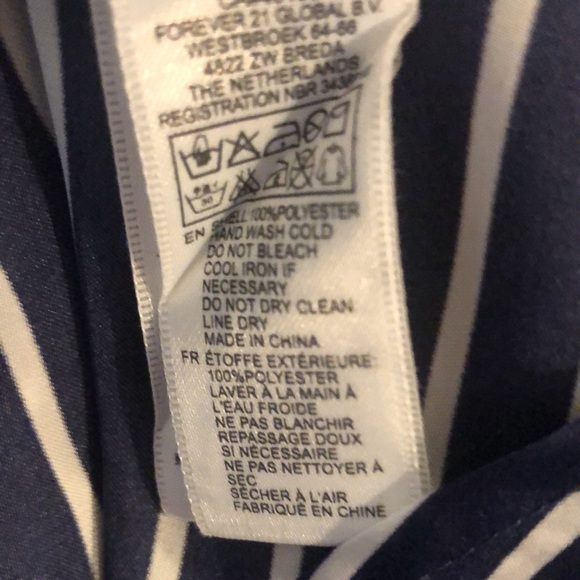 FOREVER 21 GLOBAL B.V.
WESTBROEK 64-66
4822 ZW BREDA
THE NETHERLANDS
REGISTRATION NBR
EN SHELL:100%POLYESTER
HAND WASH COLD
DO NOT BLEACH
COOL IRON IF
NECESSARY
DO NOT DRY CLEAN
LINE DRY
MADE IN CHINA
FR ÉTOFFE EXTÉRIEURE:
100%POLYESTER
LAVER À LA MAIN À
L'EAU FROIDE
NE PAS BLANCHIR
REPASSAGE DOUX
SI NÉCESSAIRE
NE PAS NETTOYER À
SEC
SÉCHER À L'AIR
FABRIQUÉ EN CHINE